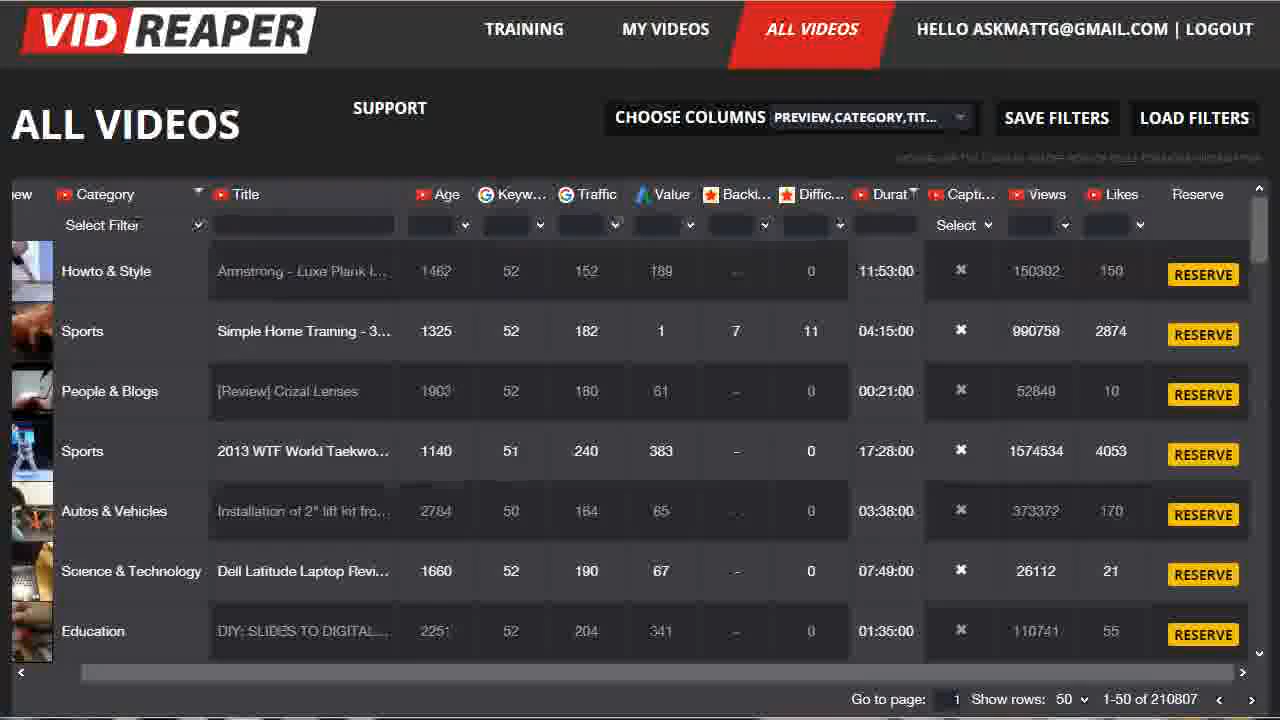 VID REAPER
TRAINING MY VIDEOS ALL VIDEOS HELLO ASKMATTG@GMAIL.COM | LOGOUT
ALL VIDEOS SUPPORT CHOOSE COLUMNS PREVIEW,CATEGORY,TIT... SAVE FILTERS LOAD FILTERS
ew Category Title Age Keyw... Traffic Value Backl... Diffic... Durat Capti... Views Likes Reserve
Select Filter Select
Howto & Style Armstrong - Luxe Plank I... 1462 52 152 189 - 0 11:53:00 ✖ 150302 150 RESERVE
Sports Simple Home Training - 3... 1325 52 182 1 7 11 04:15:00 ✖ 990759 2874 RESERVE
People & Blogs [Review] Crizal Lenses 1903 52 180 61 - 0 00:21:00 ✖ 52849 10 RESERVE
Sports 2013 WTF World Taekwo... 1140 51 240 383 - 0 17:28:00 ✖ 1574534 4053 RESERVE
Autos & Vehicles Installation of 2" lift kit fro... 2784 50 164 65 - 0 03:38:00 ✖ 373372 170 RESERVE
Science & Technology Dell Latitude Laptop Revi... 1660 52 190 67 - 0 07:49:00 ✖ 26112 21 RESERVE
Education DIY: SLIDES TO DIGITAL... 2251 52 204 341 - 0 01:35:00 ✖ 110741 55 RESERVE
Go to page: 1 Show rows: 50 1-50 of 210807